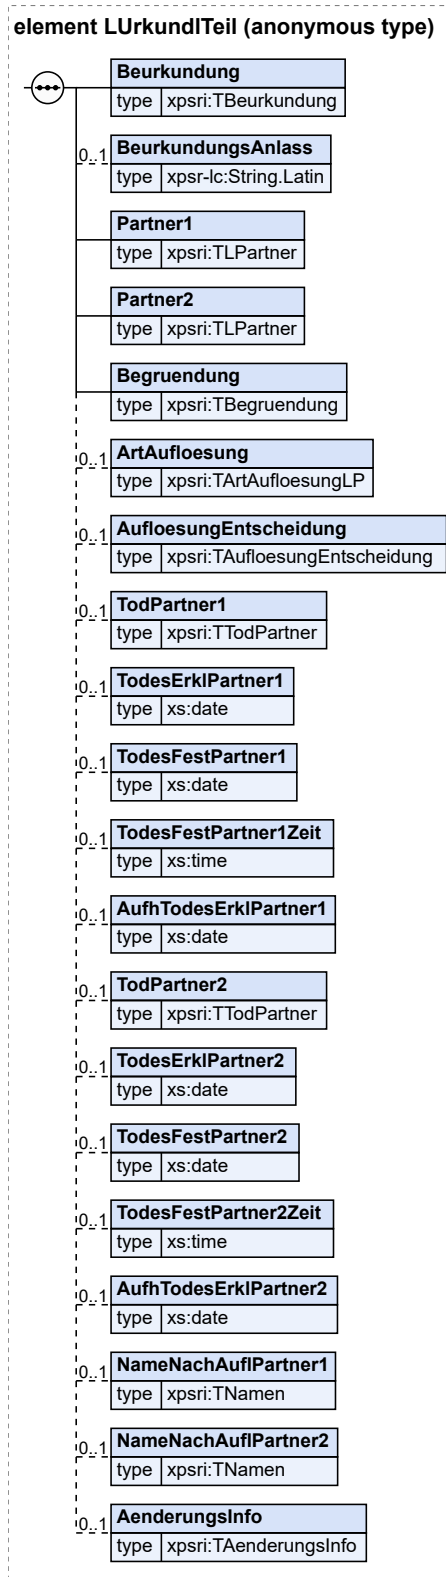 element LUrkundlTeil (anonymous type)
Beurkundung
type xpsri:TBeurkundung
0..1 BeurkundungsAnlass
type xpsr-lc:String.Latin
Partner1
type xpsri:TLPartner
Partner2
type xpsri:TLPartner
Begruendung
type xpsri:TBegruendung
0..1 ArtAufloesung
type xpsri:TArtAufloesungLP
0..1 AufloesungEntscheidung
type xpsri:TAufloesungEntscheidung
0..1 TodPartner1
type xpsri:TTodPartner
0..1 TodesErklPartner1
type xs:date
0..1 TodesFestPartner1
type xs:date
0..1 TodesFestPartner1Zeit
type xs:time
0..1 AufhTodesErklPartner1
type xs:date
0..1 TodPartner2
type xpsri:TTodPartner
0..1 TodesErklPartner2
type xs:date
0..1 TodesFestPartner2
type xs:date
0..1 TodesFestPartner2Zeit
type xs:time
0..1 AufhTodesErklPartner2
type xs:date
0..1 NameNachAuflPartner1
type xpsri:TNamen
0..1 NameNachAuflPartner2
type xpsri:TNamen
0..1 AenderungsInfo
type xpsri:TAenderungsInfo